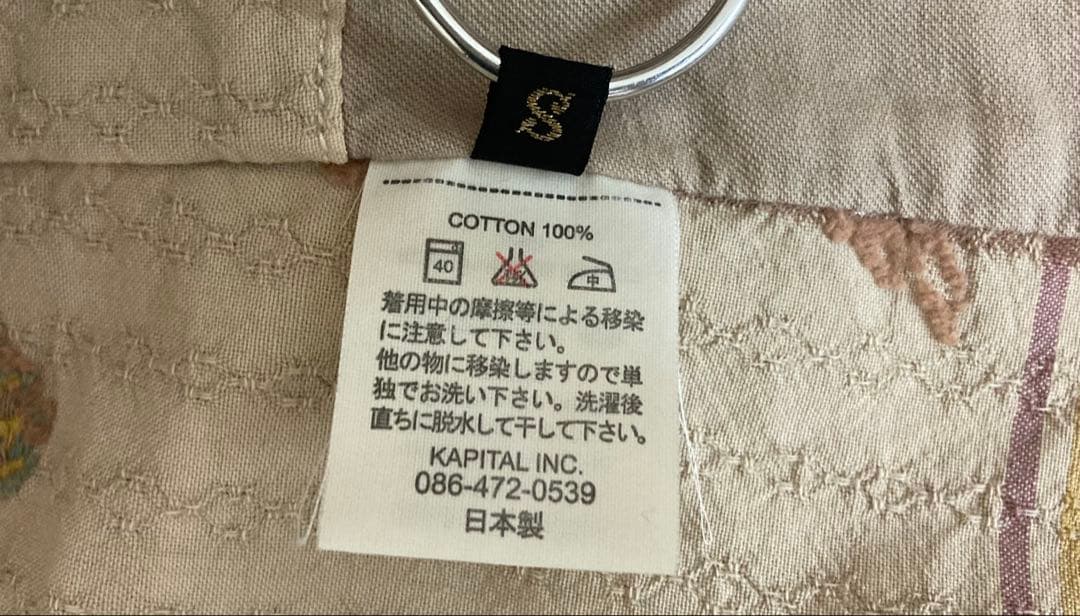 S
COTTON 100%
40
中
着用中の摩擦等による移染
に注意して下さい。
他の物に移染しますので単
独でお洗い下さい。洗濯後
直ちに脱水して干して下さい。
KAPITAL INC.
086-472-0539
日本製